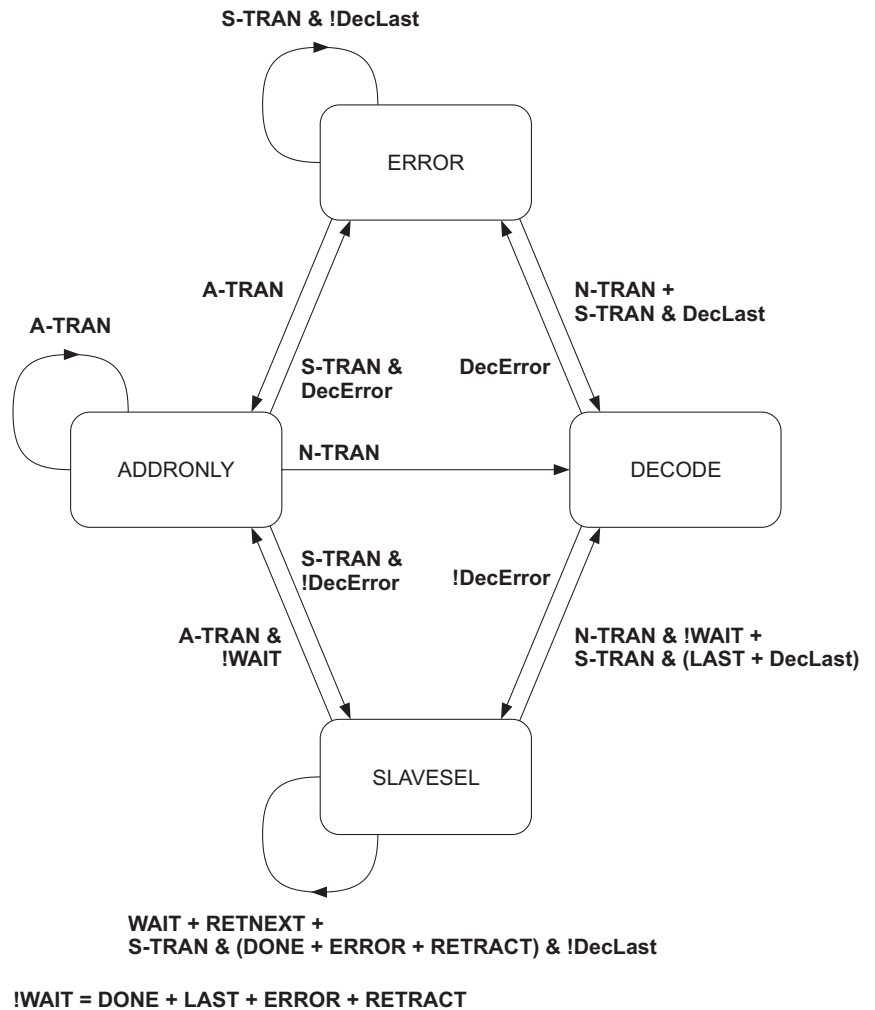 S-TRAN & !DecLast
ERROR
A-TRAN
N-TRAN +
S-TRAN & DecLast
A-TRAN
S-TRAN &
DecError
DecError
ADDRONLY
N-TRAN
DECODE
S-TRAN &
!DecError
!DecError
A-TRAN &
!WAIT
N-TRAN & !WAIT +
S-TRAN & (LAST + DecLast)
SLAVESEL
WAIT + RETNEXT +
S-TRAN & (DONE + ERROR + RETRACT) & !DecLast
!WAIT = DONE + LAST + ERROR + RETRACT